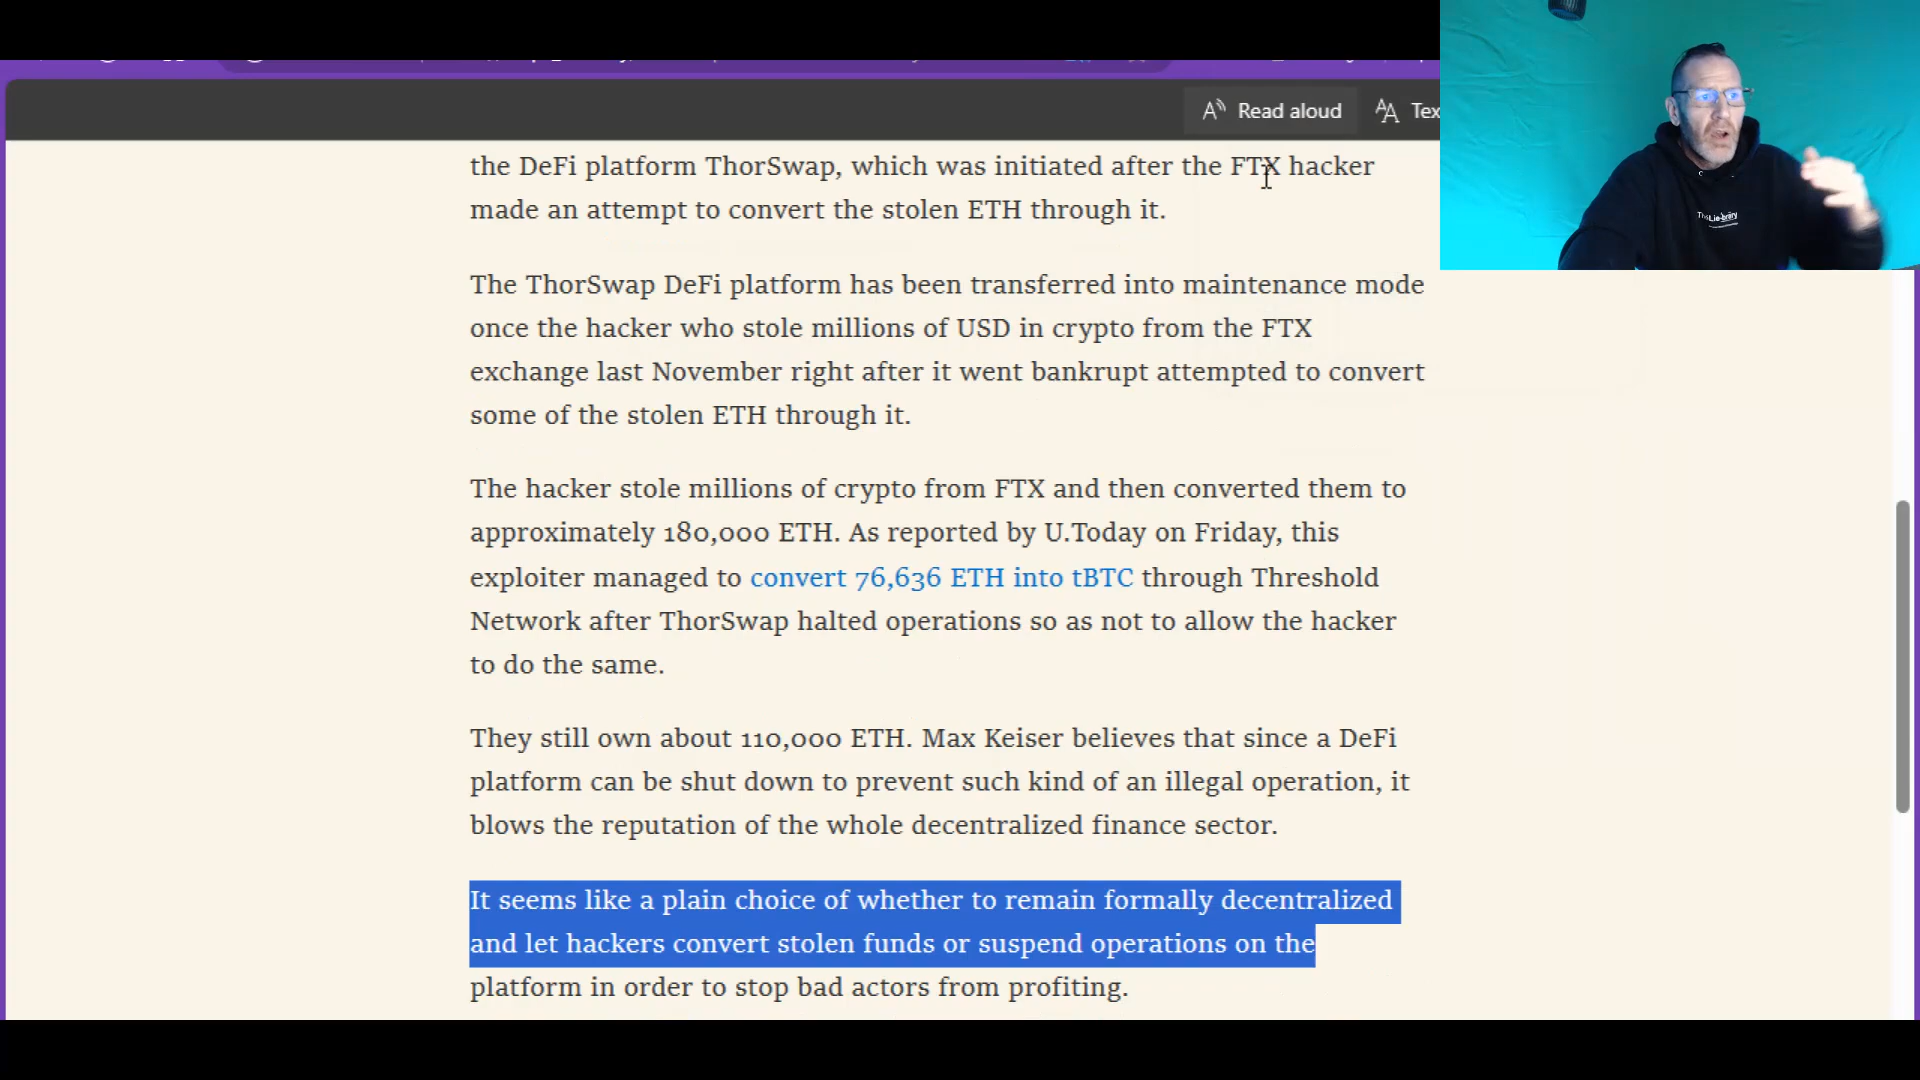 Read aloud
Tex
the DeFi platform ThorSwap, which was initiated after the FTX hacker
made an attempt to convert the stolen ETH through it.
The ThorSwap DeFi platform has been transferred into maintenance mode
once the hacker who stole millions of USD in crypto from the FTX
exchange last November right after it went bankrupt attempted to convert
some of the stolen ETH through it.
The hacker stole millions of crypto from FTX and then converted them to
approximately 180,000 ETH. As reported by U.Today on Friday, this
exploiter managed to convert 76,636 ETH into tBTC through Threshold
Network after ThorSwap halted operations so as not to allow the hacker
to do the same.
They still own about 110,000 ETH. Max Keiser believes that since a DeFi
platform can be shut down to prevent such kind of an illegal operation, it
blows the reputation of the whole decentralized finance sector.
It seems like a plain choice of whether to remain formally decentralized
and let hackers convert stolen funds or suspend operations on the
platform in order to stop bad actors from profiting.